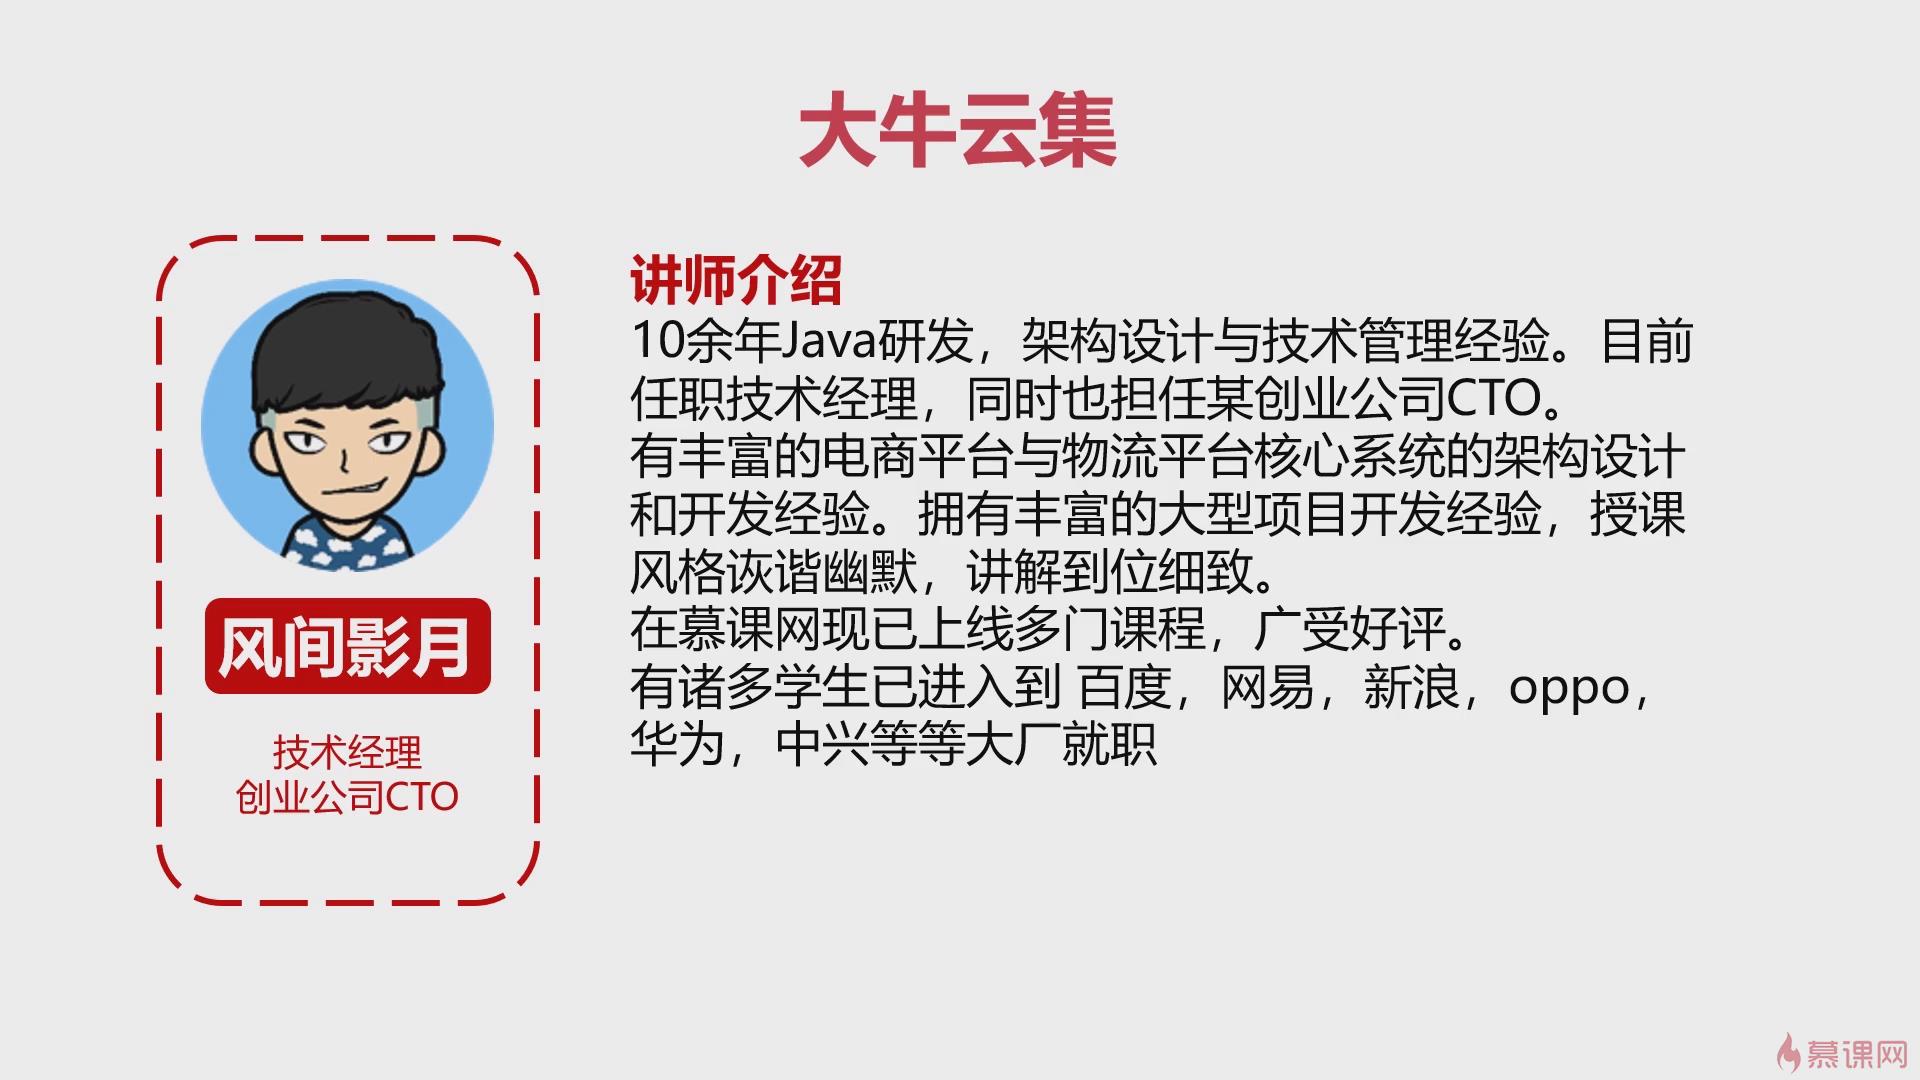 大牛云集
风间影月
技术经理
创业公司CTO
讲师介绍
10余年Java研发，架构设计与技术管理经验。目前
任职技术经理，同时也担任某创业公司CTO。
有丰富的电商平台与物流平台核心系统的架构设计
和开发经验。拥有丰富的大型项目开发经验，授课
风格诙谐幽默，讲解到位细致。
在慕课网现已上线多门课程，广受好评。
有诸多学生已进入到 百度，网易，新浪，oppo，
华为，中兴等等大厂就职
慕课网